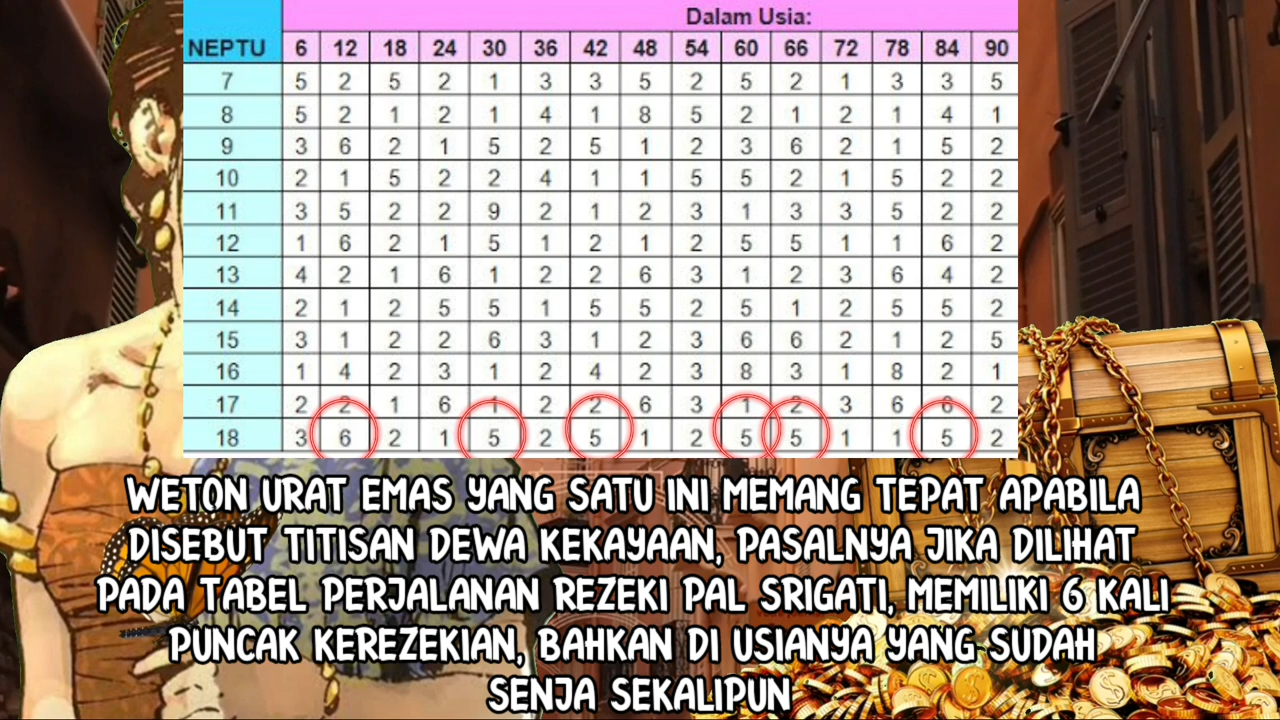 Dalam Usia:
NEPTU 6 12 18 24 30 36 42 48 54 60 66 72 78 84 90
7 5 2 5 2 1 3 3 5 2 5 2 1 3 3 5
8 5 2 1 2 1 4 1 8 5 2 1 2 1 4 1
9 3 6 2 1 5 2 5 1 2 3 6 2 1 5 2
10 2 1 5 2 2 4 1 1 5 5 2 1 5 2 2
11 3 5 2 2 9 2 1 2 3 1 3 3 5 2 2
12 1 6 2 1 5 1 2 1 2 5 5 1 1 6 2
13 4 2 1 6 1 2 2 6 3 1 2 3 6 4 2
14 2 1 2 5 5 1 5 5 2 5 1 2 5 5 2
15 3 1 2 2 6 3 1 2 3 6 6 2 1 2 5
16 1 4 2 3 1 2 4 2 3 8 3 1 8 2 1
17 2 2 1 6 1 2 2 6 3 1 2 3 6 6 2
18 3 6 2 1 5 2 5 1 2 5 5 1 1 5 2
WETON URAT EMAS YANG SATU INI MEMANG TEPAT APABILA
DISEBUT TITISAN DEWA KEKAYAAN, PASALNYA JIKA DILIHAT
PADA TABEL PERJALANAN REZEKI PAL SRIGATI, MEMILIKI 6 KALI
PUNCAK KEREZEKIAN, BAHKAN DI USIANYA YANG SUDAH
SENJA SEKALIPUN